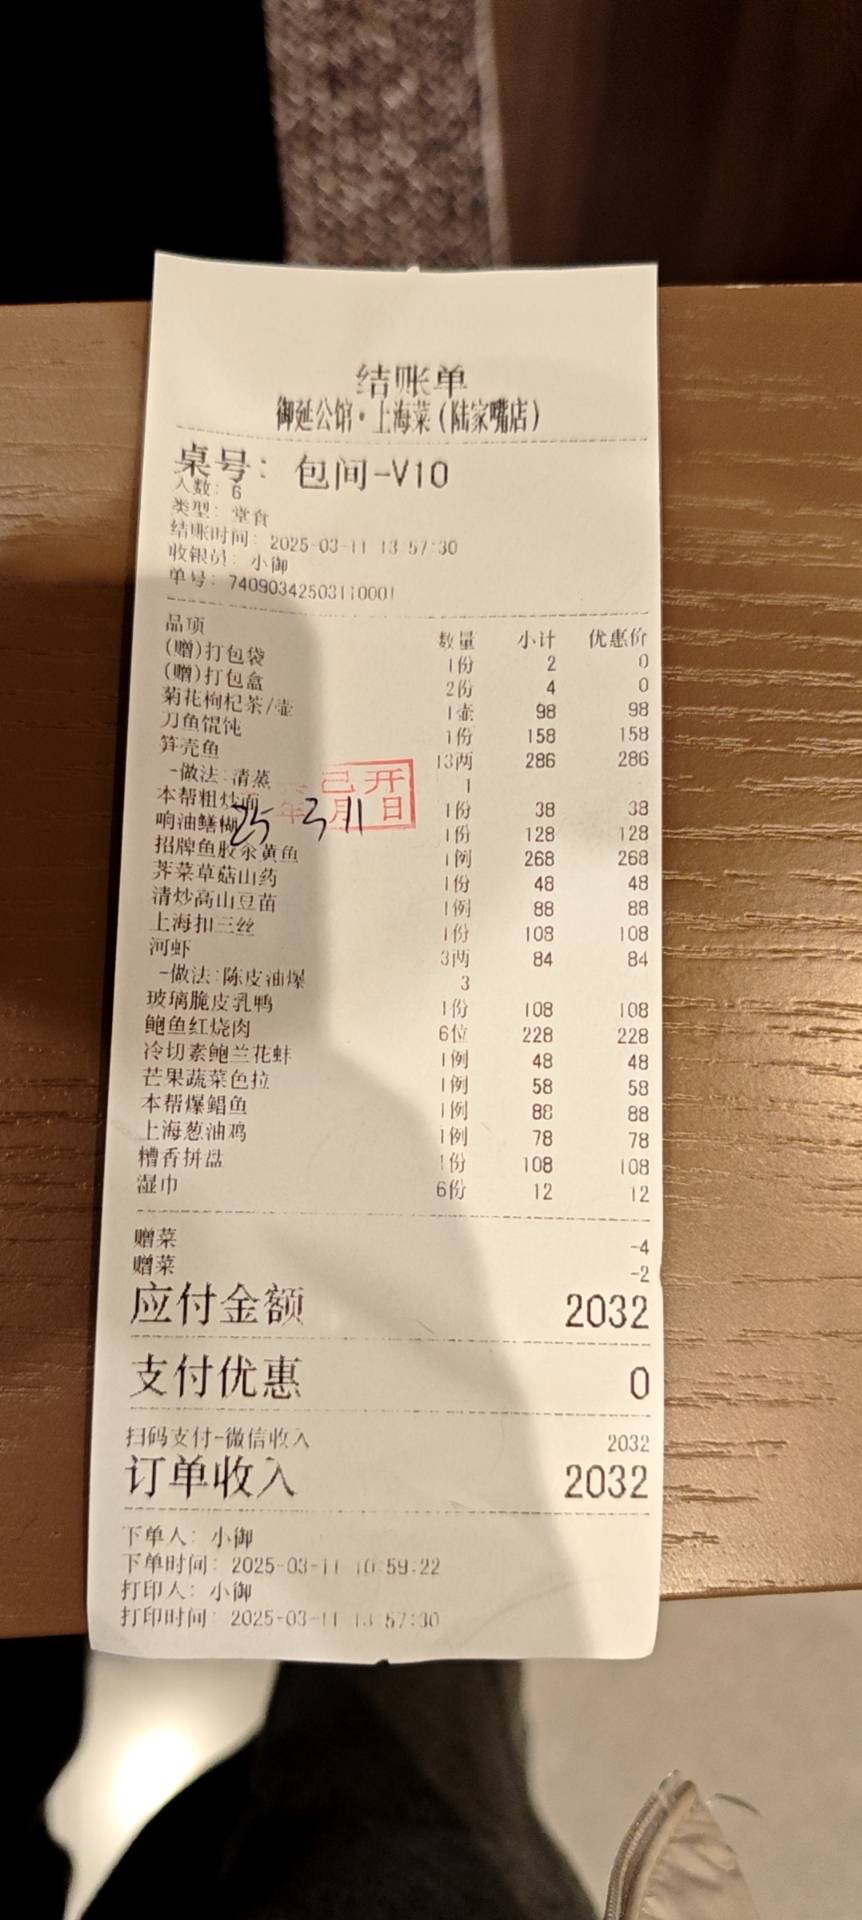 结账单
御延公馆·上海菜(陆家嘴店)
桌号: 包间-V10
人数: 6
类型: 堂食
结账时间: 2025-03-11 13:57:30
收银员: 小御
单号: 74090342503110001
品项 数量 小计 优惠价
(赠)打包袋 1份 2 0
(赠)打包盒 2份 4 0
菊花枸杞茶/壶 1壶 98 98
刀鱼馄饨 1份 158 158
笋壳鱼 13两 286 286
-做法:清蒸 1
本帮粗炒面 1份 38 38
响油鳝糊 1份 128 128
招牌鱼胶汆黄鱼 1例 268 268
荠菜草菇山药 1份 48 48
清炒高山豆苗 1例 88 88
上海扣三丝 1份 108 108
河虾 3两 84 84
-做法:陈皮油爆 3
玻璃脆皮乳鸭 1份 108 108
鲍鱼红烧肉 6位 228 228
冷切素鲍兰花蚌 1例 48 48
芒果蔬菜色拉 1例 58 58
本帮爆鲳鱼 1例 88 88
上海葱油鸡 1例 78 78
糟香拼盘 1份 108 108
湿巾 6份 12 12
已开
25年3月11日
赠菜 -4
赠菜 -2
应付金额 2032
支付优惠 0
扫码支付-微信收入 2032
订单收入 2032
下单人: 小御
下单时间: 2025-03-11 10:59:22
打印人: 小御
打印时间: 2025-03-11 13:57:30